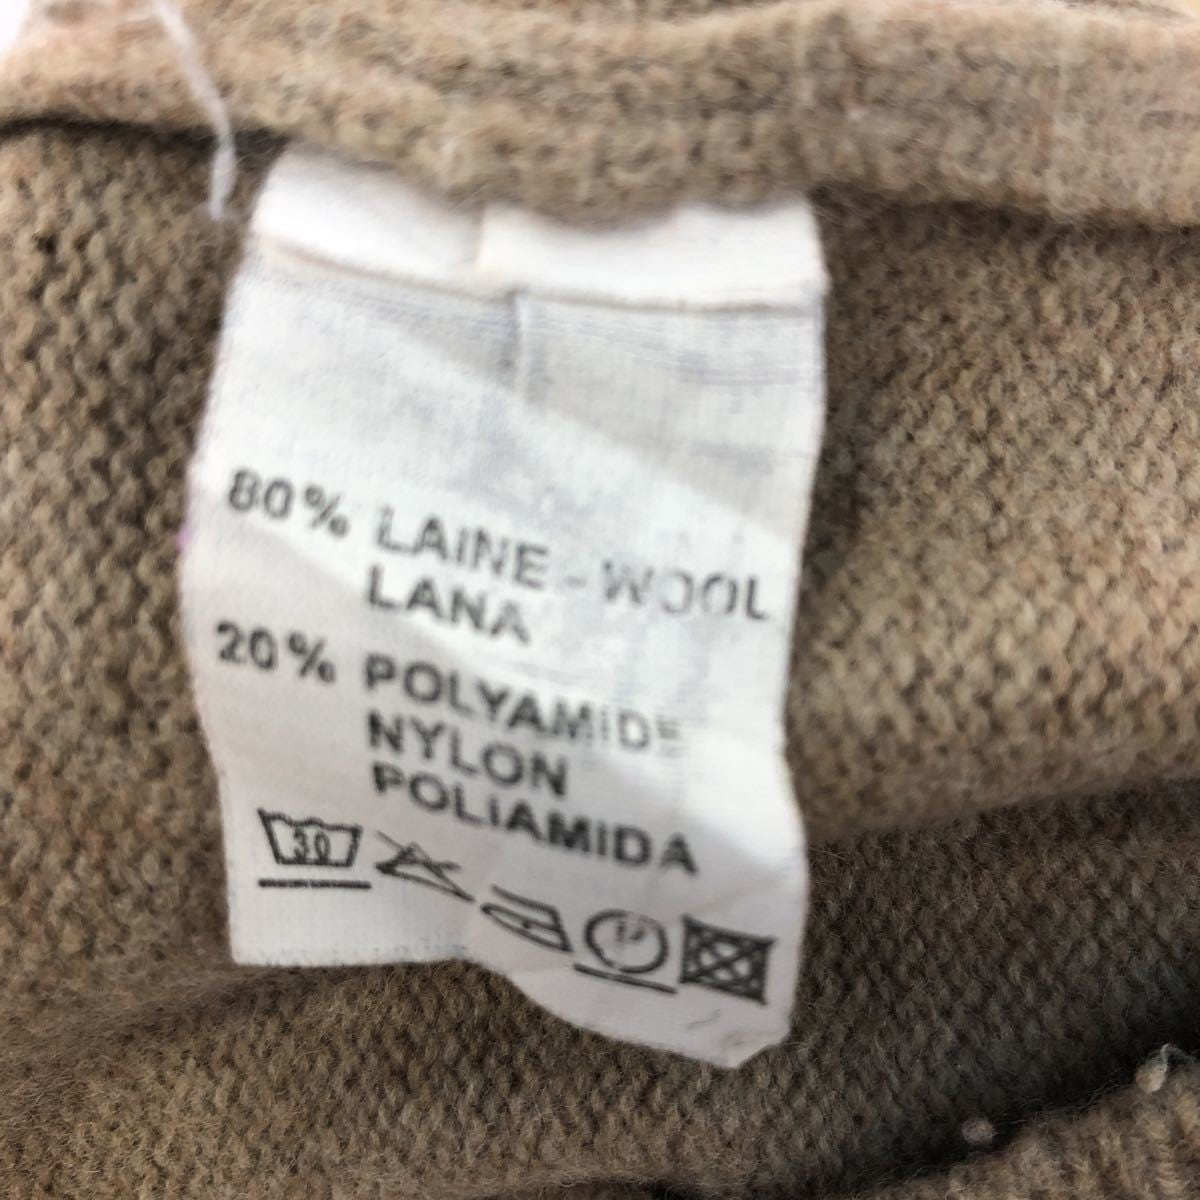 80% LAINE - WOOL
LANA
20% POLYAMIDE
NYLON
POLIAMIDA
30
P